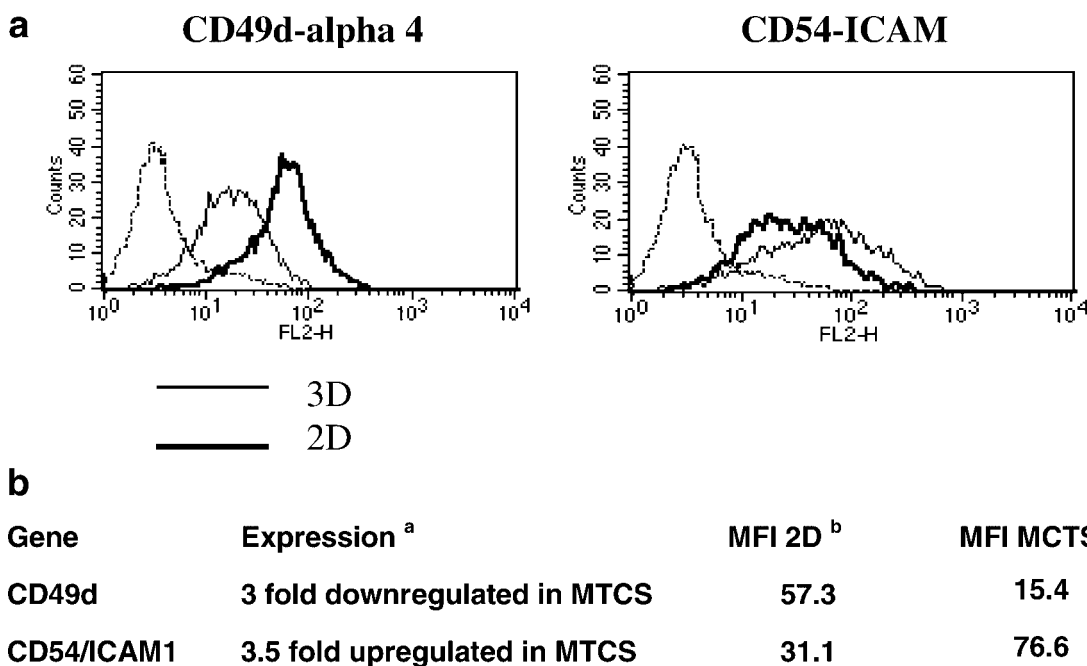 a
CD49d-alpha 4
CD54-ICAM
60
50
40
30
20
10
0
Counts
10^0 10^1 10^2 10^3 10^4
FL2-H
60
50
40
30
20
10
0
Counts
10^0 10^1 10^2 10^3 10^4
FL2-H
3D
2D
b
Gene Expression a MFI 2D b MFI MCTS
CD49d 3 fold downregulated in MTCS 57.3 15.4
CD54/ICAM1 3.5 fold upregulated in MTCS 31.1 76.6